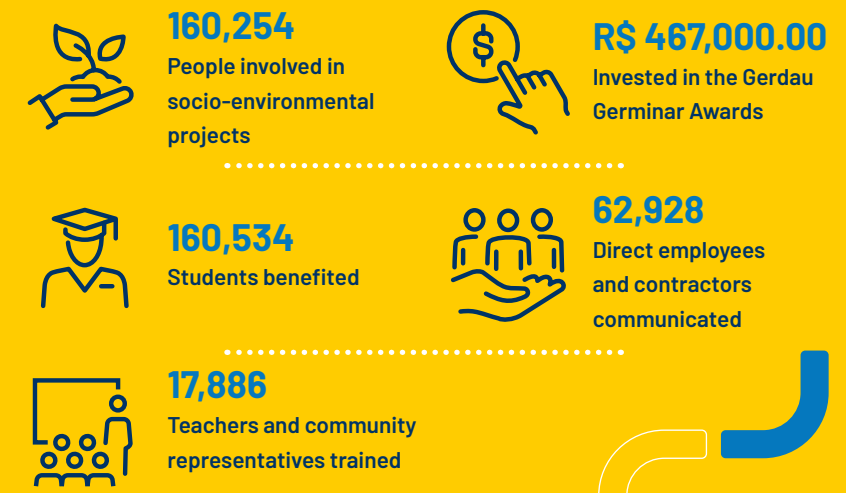 160,254
People involved in
socio-environmental
projects
R$ 467,000.00
Invested in the Gerdau
Germinar Awards
160,534
Students benefited
62,928
Direct employees
and contractors
communicated
17,886
Teachers and community
representatives trained